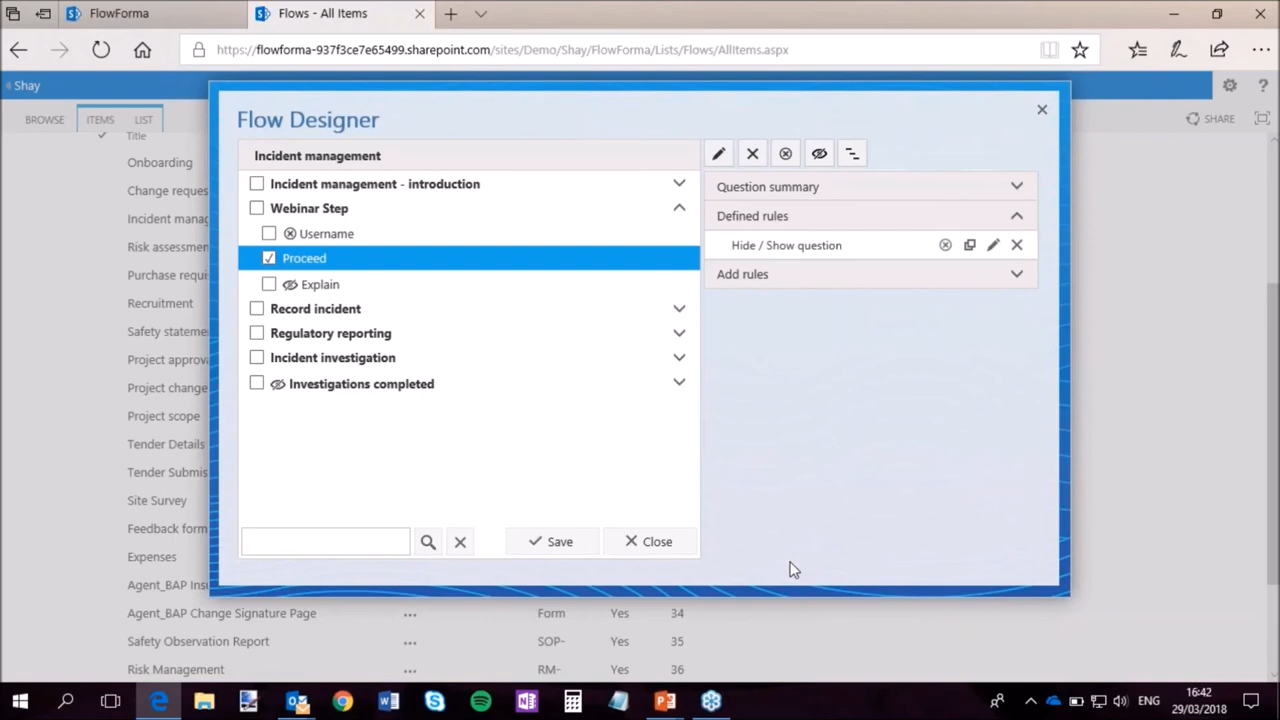 FlowForma
Flows - All Items
https://flowforma-937f3ce7e65499.sharepoint.com/sites/Demo/Shay/FlowForma/Lists/Flows/AllItems.aspx
Shay
BROWSE ITEMS LIST
SHARE
Title
Onboarding
Change reques
Incident manag
Risk assessmen
Purchase requi
Recruitment
Safety stateme
Project approv
Project change
Project scope
Tender Details
Tender Submis
Site Survey
Feedback form
Expenses
Agent_BAP Ins
Agent_BAP Change Signature Page ... Form Yes 34
Safety Observation Report ... SOP- Yes 35
Risk Management ... RM- Yes 36
Flow Designer
Incident management
Incident management - introduction
Webinar Step
Username
Proceed
Explain
Record incident
Regulatory reporting
Incident investigation
Investigations completed
Save
Close
Question summary
Defined rules
Hide / Show question
Add rules
ENG
16:42
29/03/2018